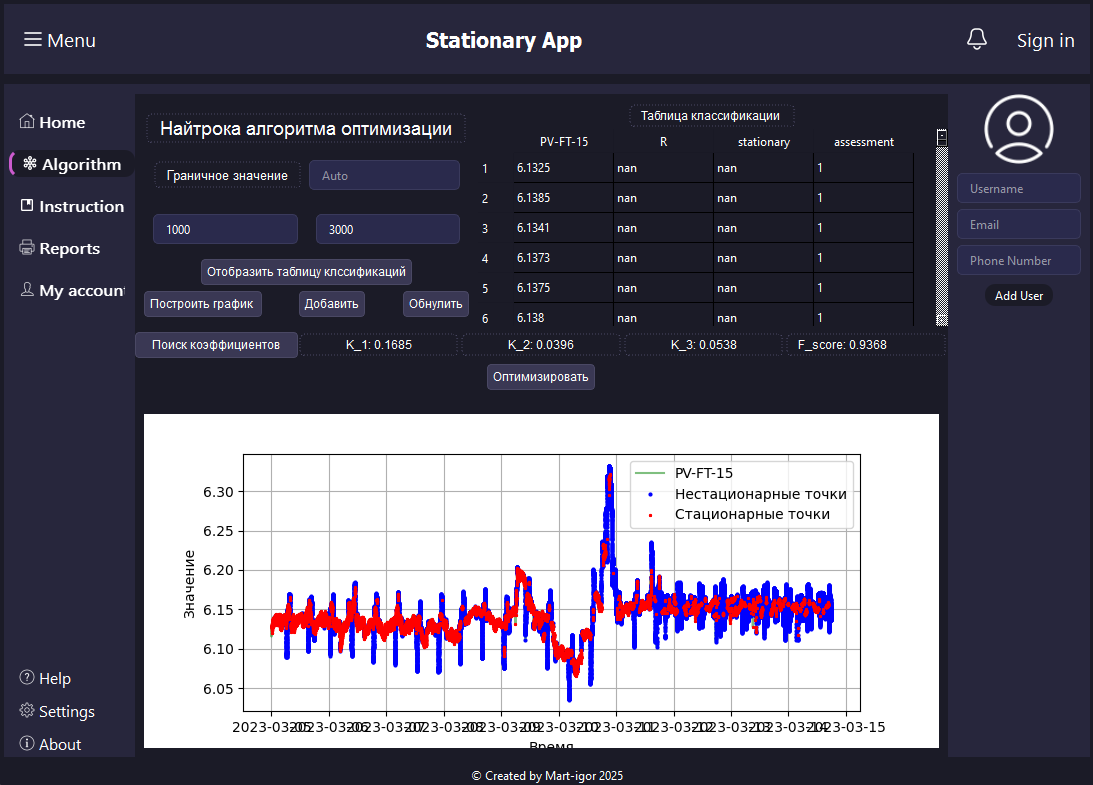 Menu
Stationary App
Sign in
Home
Algorithm
Instruction
Reports
My accoun
Help
Settings
About
Найтрока алгоритма оптимизации
Граничное значение
Auto
1000
3000
Отобразить таблицу клссификаций
Построить график
Добавить
Обнулить
Таблица классификации
PV-FT-15 R stationary assessment
1 6.1325 nan nan 1
2 6.1385 nan nan 1
3 6.1341 nan nan 1
4 6.1373 nan nan 1
5 6.1375 nan nan 1
6 6.138 nan nan 1
Поиск коэффициентов
K_1: 0.1685
K_2: 0.0396
K_3: 0.0538
F_score: 0.9368
Оптимизировать
PV-FT-15
Нестационарные точки
Стационарные точки
Значение
6.30
6.25
6.20
6.15
6.10
6.05
2023-03-05 2023-03-06 2023-03-07 2023-03-08 2023-03-09 2023-03-10 2023-03-11 2023-03-12 2023-03-13 2023-03-14 2023-03-15
Время
Username
Email
Phone Number
Add User
© Created by Mart-igor 2025